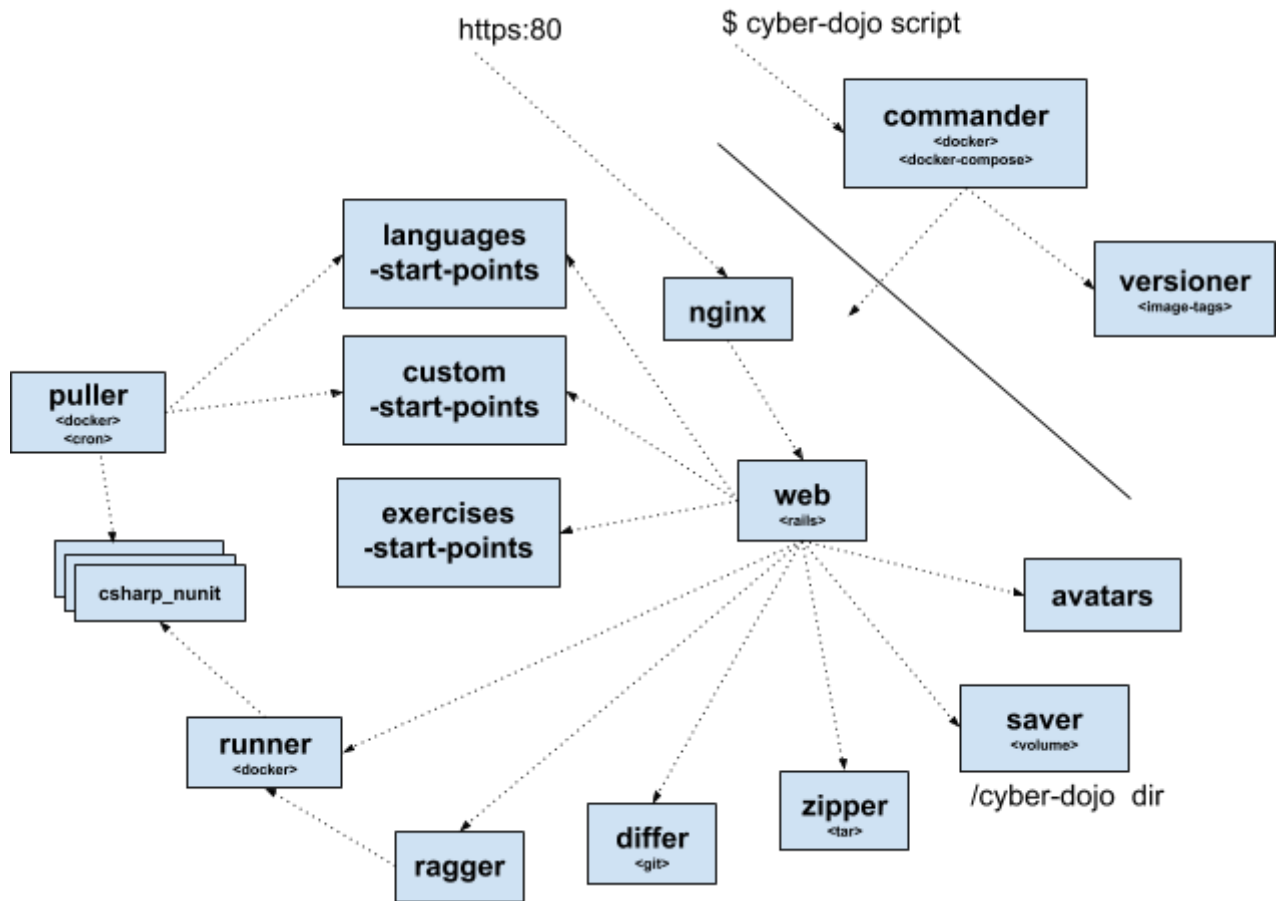 https:80
$ cyber-dojo script
commander
<docker>
<docker-compose>
languages
-start-points
versioner
<image-tags>
nginx
custom
-start-points
puller
<docker>
<cron>
web
<rails>
exercises
-start-points
csharp_nunit
avatars
saver
<volume>
/cyber-dojo dir
runner
<docker>
zipper
<tar>
differ
<git>
ragger